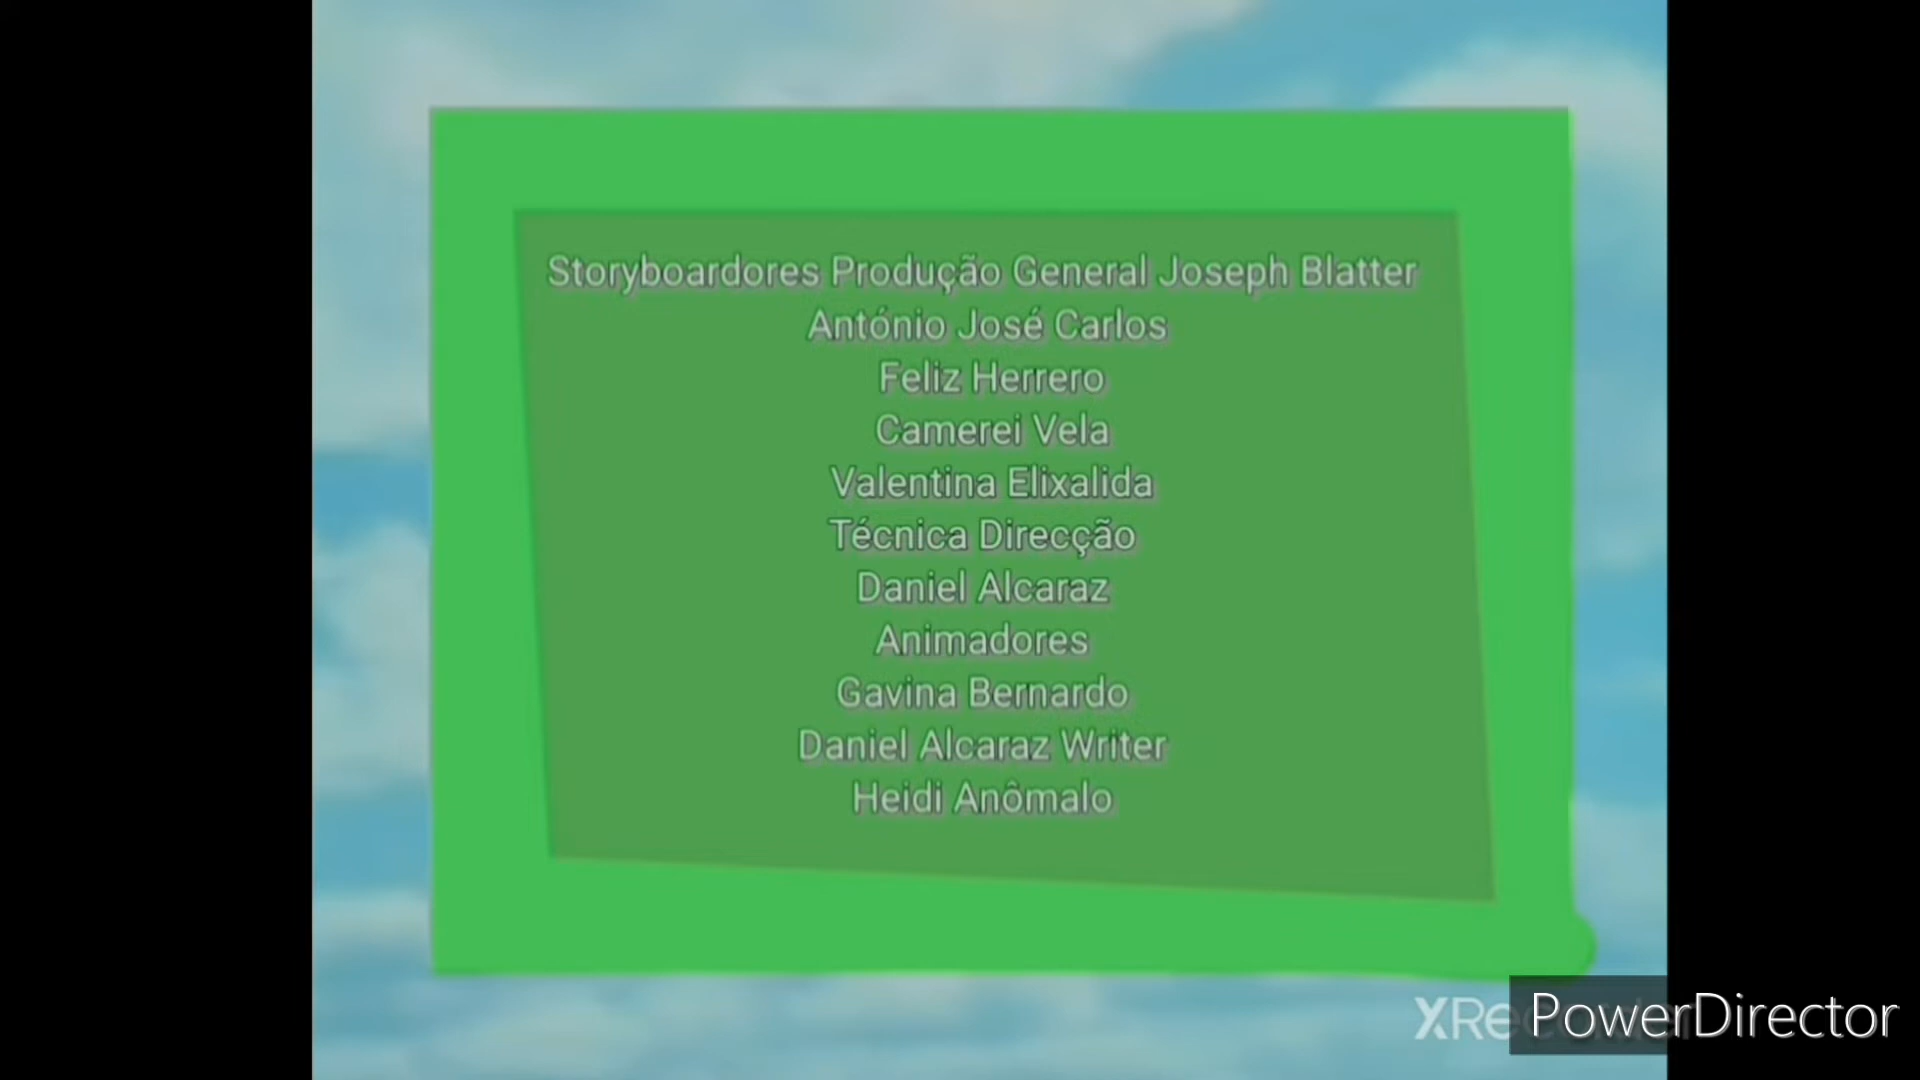 Storyboardores Produção General Joseph Blatter
António José Carlos
Feliz Herrero
Camerei Vela
Valentina Elixalida
Técnica Direcção
Daniel Alcaraz
Animadores
Gavina Bernardo
Daniel Alcaraz Writer
Heidi Anômalo
PowerDirector